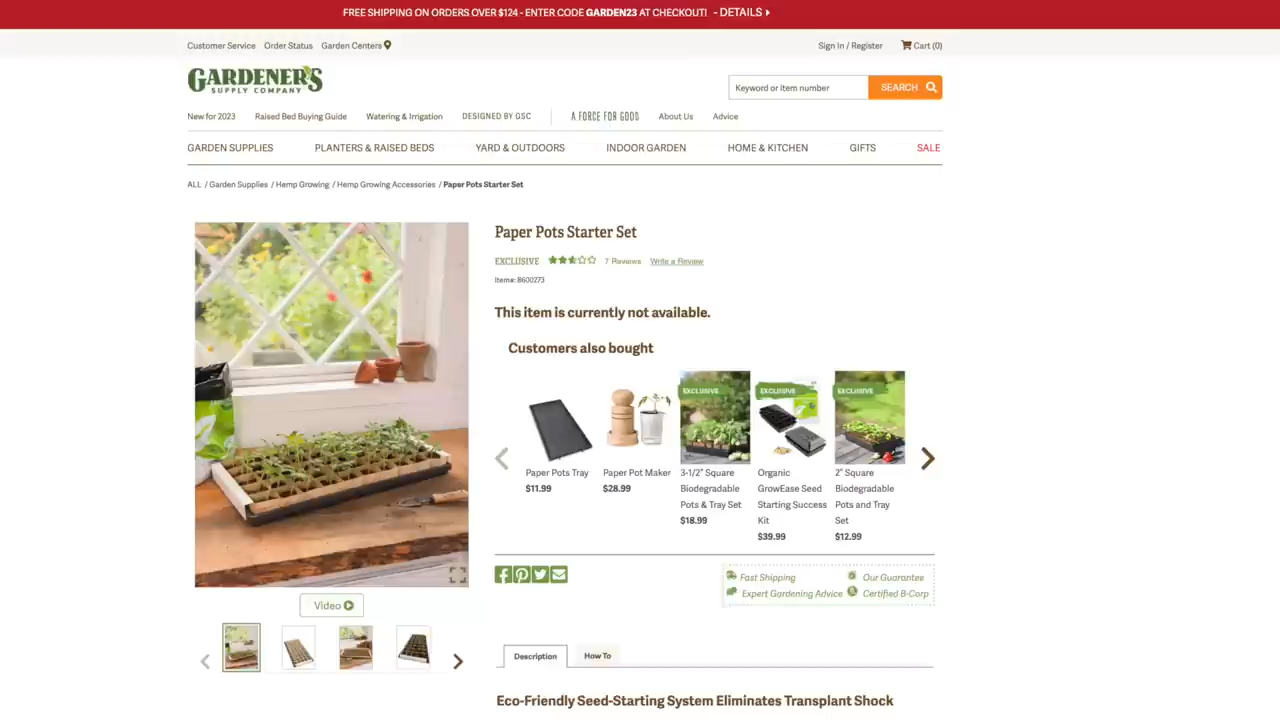 FREE SHIPPING ON ORDERS OVER $124 - ENTER CODE GARDEN23 AT CHECKOUT! - DETAILS
Customer Service Order Status Garden Centers
Sign In / Register Cart (0)
GARDENER'S
SUPPLY COMPANY
Keyword or item number SEARCH
New for 2023 Raised Bed Buying Guide Watering & Irrigation DESIGNED BY GSC A FORCE FOR GOOD About Us Advice
GARDEN SUPPLIES PLANTERS & RAISED BEDS YARD & OUTDOORS INDOOR GARDEN HOME & KITCHEN GIFTS SALE
ALL / Garden Supplies / Hemp Growing / Hemp Growing Accessories / Paper Pots Starter Set
Paper Pots Starter Set
EXCLUSIVE 7 Reviews Write a Review
Item#: 8600273
This item is currently not available.
Customers also bought
EXCLUSIVE EXCLUSIVE EXCLUSIVE
Paper Pots Tray
$11.99
Paper Pot Maker
$28.99
3-1/2" Square
Biodegradable
Pots & Tray Set
$18.99
Organic
GrowEase Seed
Starting Success
Kit
$39.99
2" Square
Biodegradable
Pots and Tray
Set
$12.99
Fast Shipping Our Guarantee
Expert Gardening Advice Certified B-Corp
Video
Description How To
Eco-Friendly Seed-Starting System Eliminates Transplant Shock